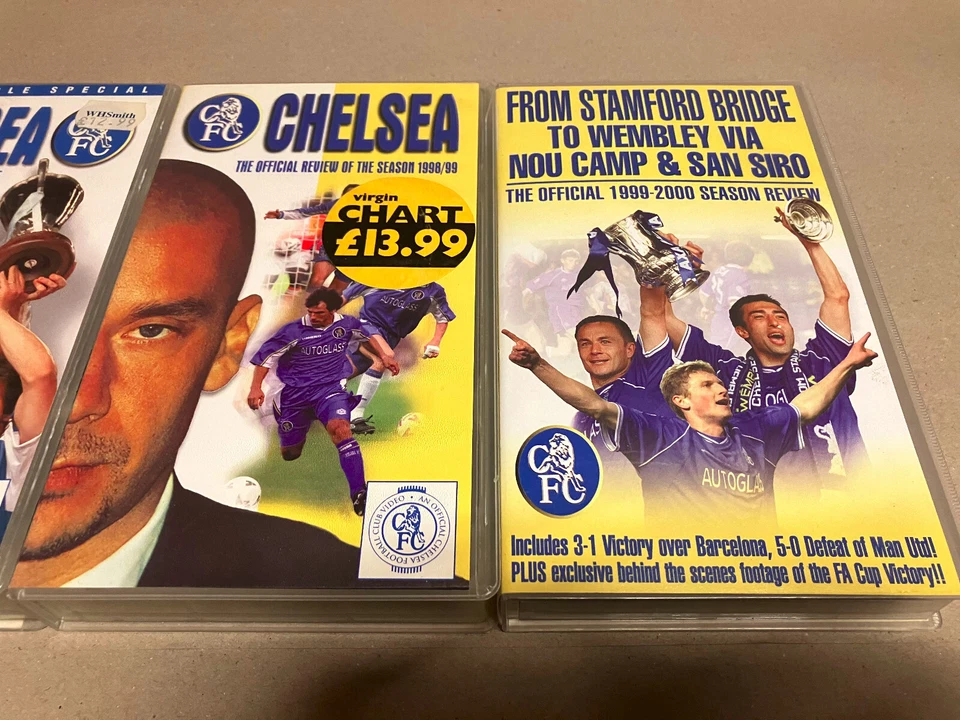 LE SPECIAL
EA
WHSmith
£12.99
CFC
CHELSEA
THE OFFICIAL REVIEW OF THE SEASON 1998/99
virgin
CHART
£13.99
AUTOGLASS
AUTOGLASS
AN OFFICIAL CHELSEA FOOTBALL CLUB VIDEO
CFC
FROM STAMFORD BRIDGE
TO WEMBLEY VIA
NOU CAMP & SAN SIRO
THE OFFICIAL 1999-2000 SEASON REVIEW
AUTOGLASS
CFC
Includes 3-1 Victory over Barcelona, 5-0 Defeat of Man Utd!
PLUS exclusive behind the scenes footage of the FA Cup Victory!!